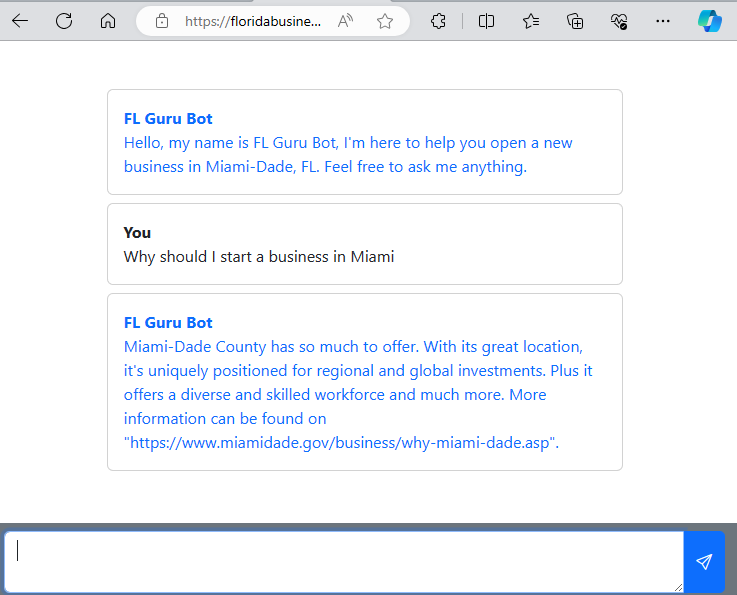 https://floridabusine...
FL Guru Bot
Hello, my name is FL Guru Bot, I'm here to help you open a new
business in Miami-Dade, FL. Feel free to ask me anything.
You
Why should I start a business in Miami
FL Guru Bot
Miami-Dade County has so much to offer. With its great location,
it's uniquely positioned for regional and global investments. Plus it
offers a diverse and skilled workforce and much more. More
information can be found on
"https://www.miamidade.gov/business/why-miami-dade.asp".